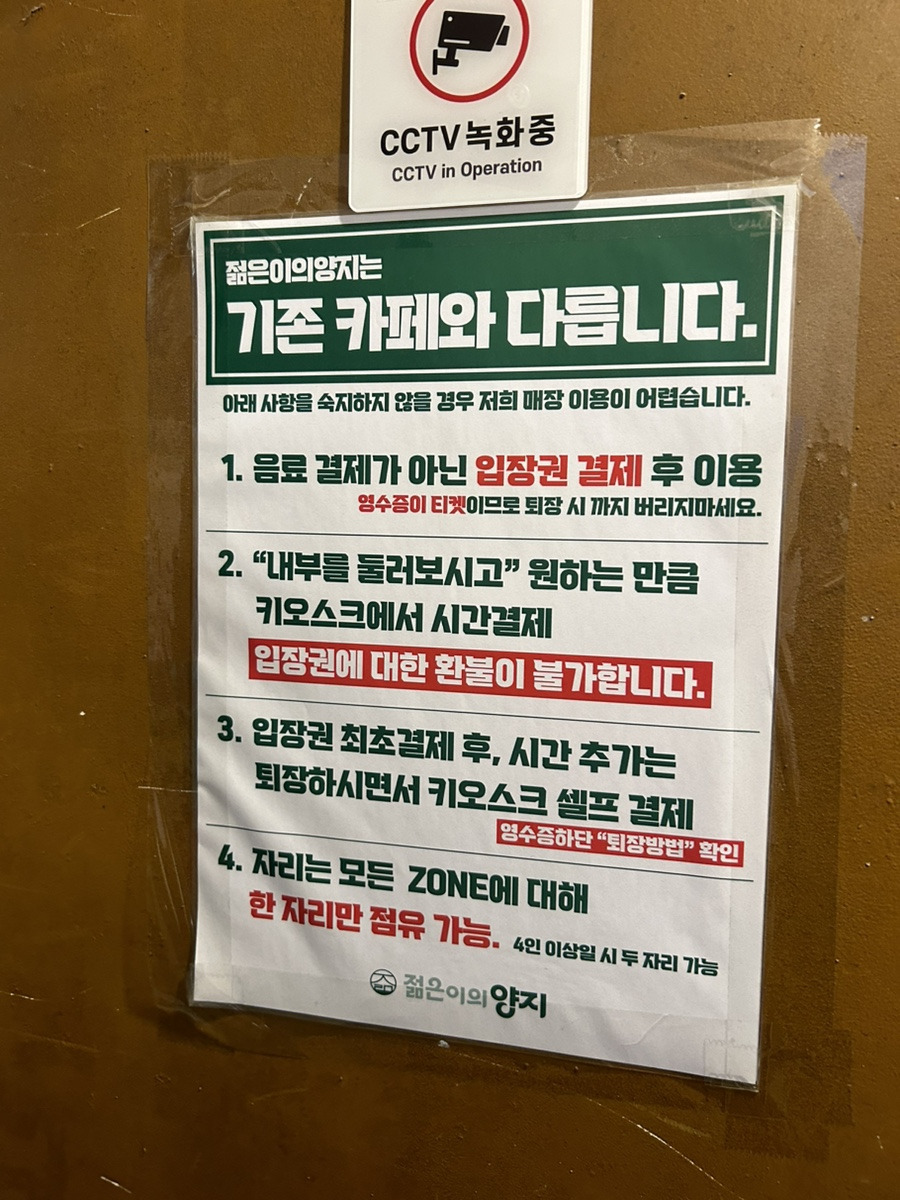 CCTV 녹화 중
CCTV in Operation
젊은이의양지는
기존 카페와 다릅니다.
아래 사항을 숙지하지 않을 경우 저희 매장 이용이 어렵습니다.
1. 음료 결제가 아닌 입장권 결제 후 이용
영수증이 티켓이므로 퇴장 시 까지 버리지마세요.
2. “내부를 둘러보시고” 원하는 만큼
키오스크에서 시간결제
입장권에 대한 환불이 불가합니다.
3. 입장권 최초결제 후, 시간 추가는
퇴장하시면서 키오스크 셀프 결제
영수증하단 “퇴장방법” 확인
4. 자리는 모든 ZONE에 대해
한 자리만 점유 가능. 4인 이상일 시 두 자리 가능
젊은이의양지